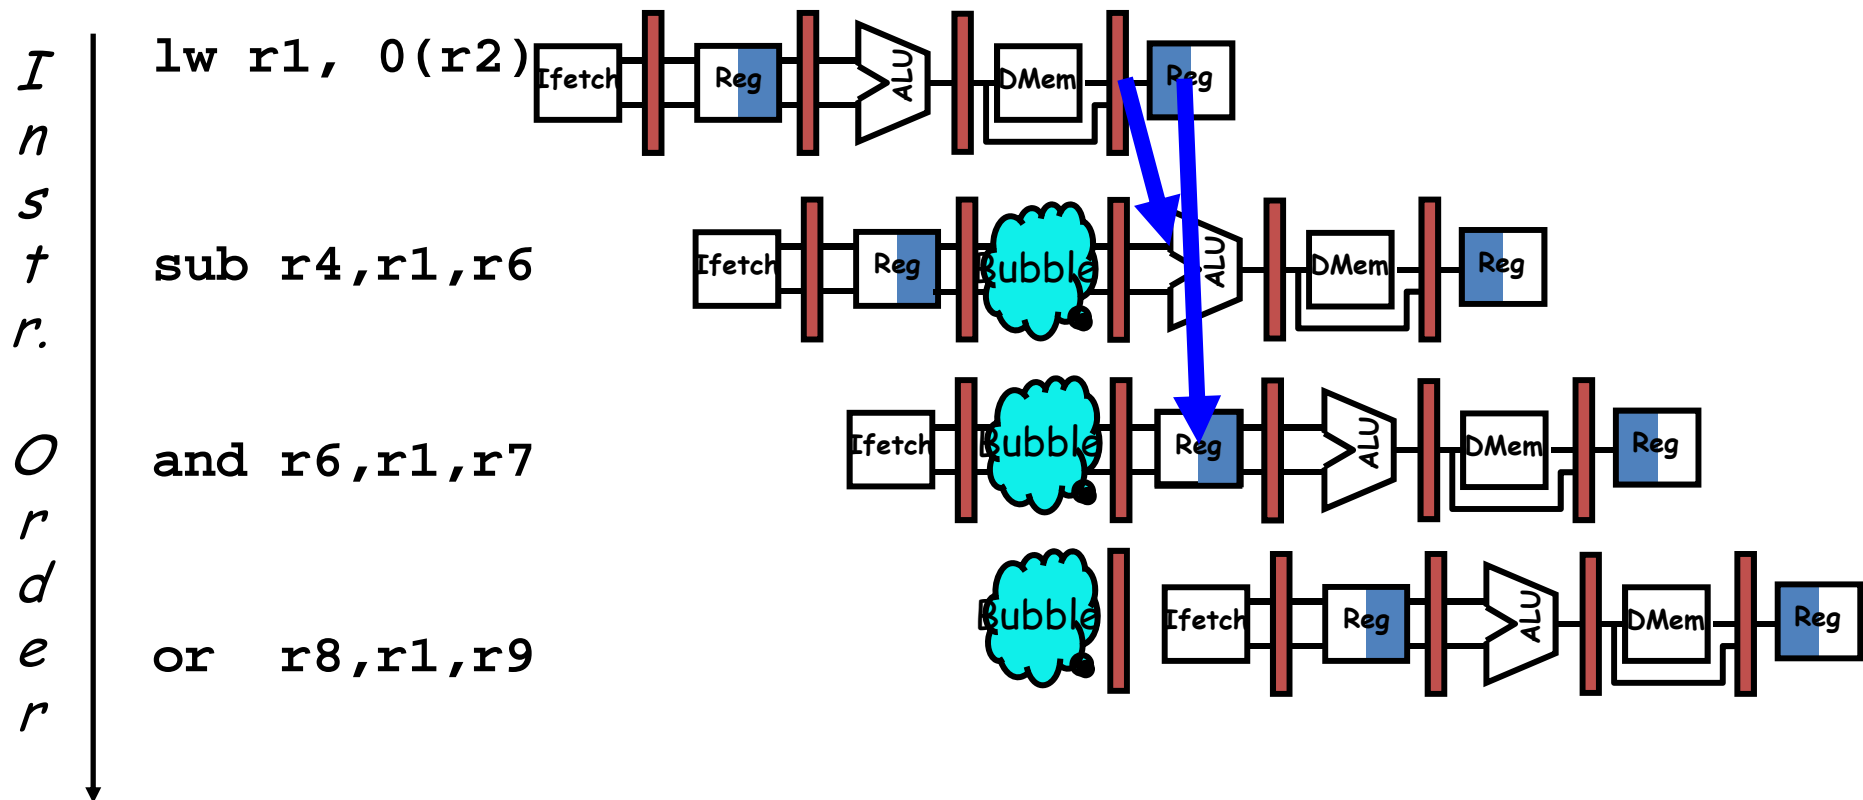 Instr. Order
lw r1, 0(r2)
Ifetch Reg ALU DMem Reg
sub r4,r1,r6
Ifetch Reg Bubble ALU DMem Reg
and r6,r1,r7
Ifetch Bubble Reg ALU DMem Reg
or r8,r1,r9
Bubble Ifetch Reg ALU DMem Reg